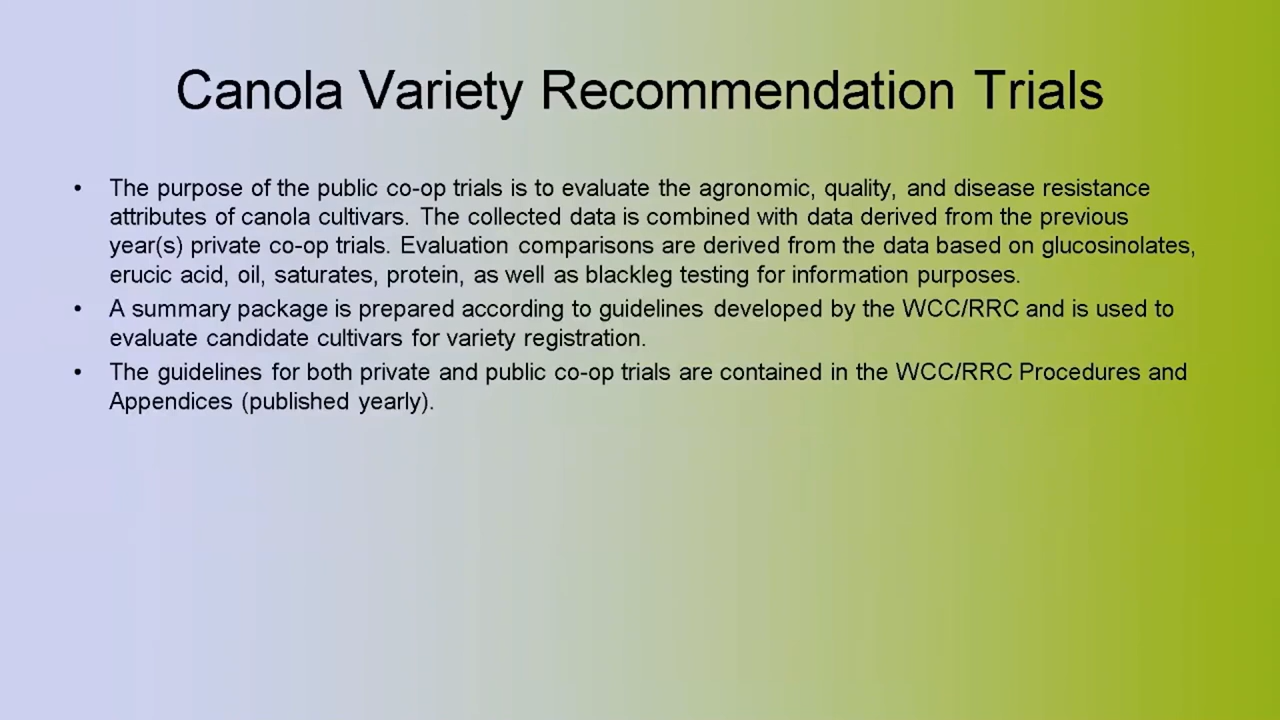 Canola Variety Recommendation Trials
• The purpose of the public co-op trials is to evaluate the agronomic, quality, and disease resistance
attributes of canola cultivars. The collected data is combined with data derived from the previous
year(s) private co-op trials. Evaluation comparisons are derived from the data based on glucosinolates,
erucic acid, oil, saturates, protein, as well as blackleg testing for information purposes.
• A summary package is prepared according to guidelines developed by the WCC/RRC and is used to
evaluate candidate cultivars for variety registration.
• The guidelines for both private and public co-op trials are contained in the WCC/RRC Procedures and
Appendices (published yearly).